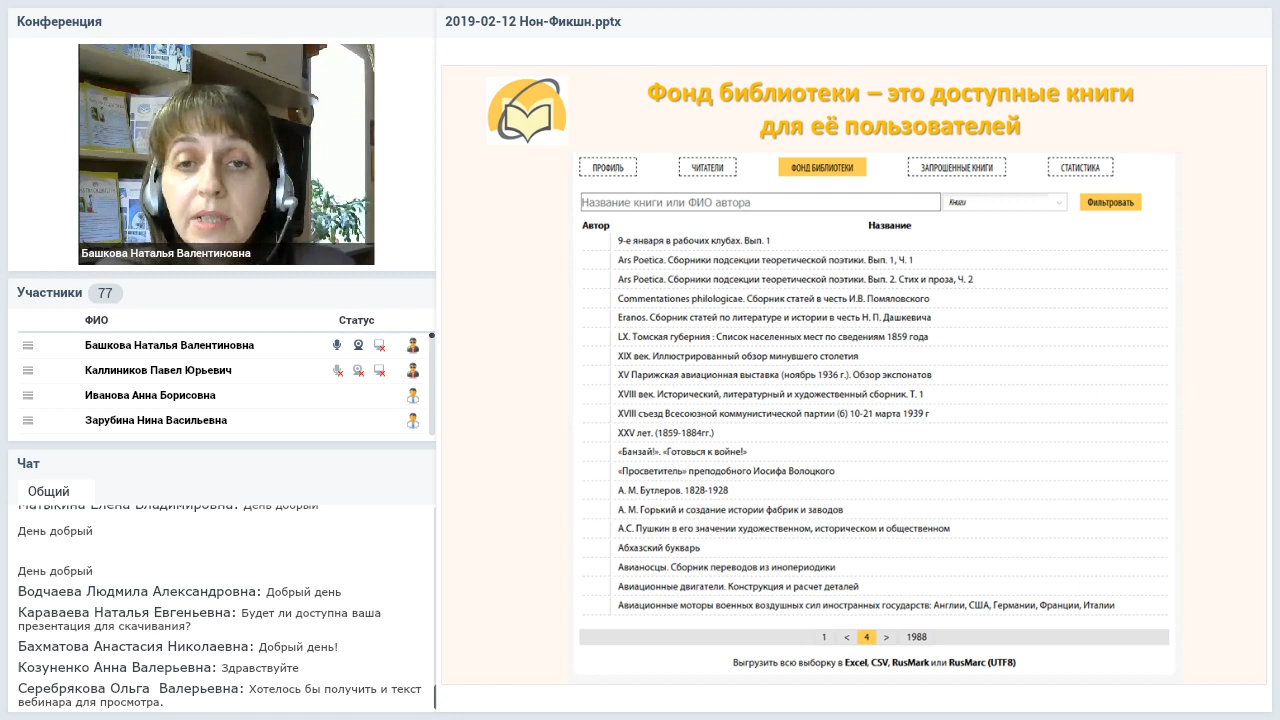 Конференция
Башкова Наталья Валентиновна
Участники 77
ФИО Статус
Башкова Наталья Валентиновна
Каллиников Павел Юрьевич
Иванова Анна Борисовна
Зарубина Нина Васильевна
Чат
Общий
Матыкина Елена Владимировна: День добрый
День добрый
День добрый
Водчаева Людмила Александровна: Добрый день
Караваева Наталья Евгеньевна: Будет ли доступна ваша
презентация для скачивания?
Бахматова Анастасия Николаевна: Добрый день!
Козуненко Анна Валерьевна: Здравствуйте
Серебрякова Ольга Валерьевна: Хотелось бы получить и текст
вебинара для просмотра.
2019-02-12 Нон-Фикшн.pptx
Фонд библиотеки – это доступные книги
для её пользователей
ПРОФИЛЬ ЧИТАТЕЛИ ФОНД БИБЛИОТЕКИ ЗАПРОШЕННЫЕ КНИГИ СТАТИСТИКА
Название книги или ФИО автора Книги Фильтровать
Автор Название
9-е января в рабочих клубах. Вып. 1
Ars Poetica. Сборники подсекции теоретической поэтики. Вып. 1, Ч. 1
Ars Poetica. Сборники подсекции теоретической поэтики. Вып. 2. Стих и проза, Ч. 2
Commentationes philologicae. Сборник статей в честь И.В. Помяловского
Eranos. Сборник статей по литературе и истории в честь Н. П. Дашкевича
LX. Томская губерния : Список населенных мест по сведениям 1859 года
XIX век. Иллюстрированный обзор минувшего столетия
XV Парижская авиационная выставка (ноябрь 1936 г.). Обзор экспонатов
XVIII век. Исторический, литературный и художественный сборник. Т. 1
XVIII съезд Всесоюзной коммунистической партии (б) 10-21 марта 1939 г
XXV лет. (1859-1884гг.)
«Банзай!». «Готовься к войне!»
«Просветитель» преподобного Иосифа Волоцкого
А. М. Бутлеров. 1828-1928
А. М. Горький и создание истории фабрик и заводов
А.С. Пушкин в его значении художественном, историческом и общественном
Абхазский букварь
Авианосцы. Сборник переводов из инопериодики
Авиационные двигатели. Конструкция и расчет деталей
Авиационные моторы военных воздушных сил иностранных государств: Англии, США, Германии, Франции, Италии
1 < 4 > 1988
Выгрузить всю выборку в Excel, CSV, RusMark или RusMarc (UTF8)